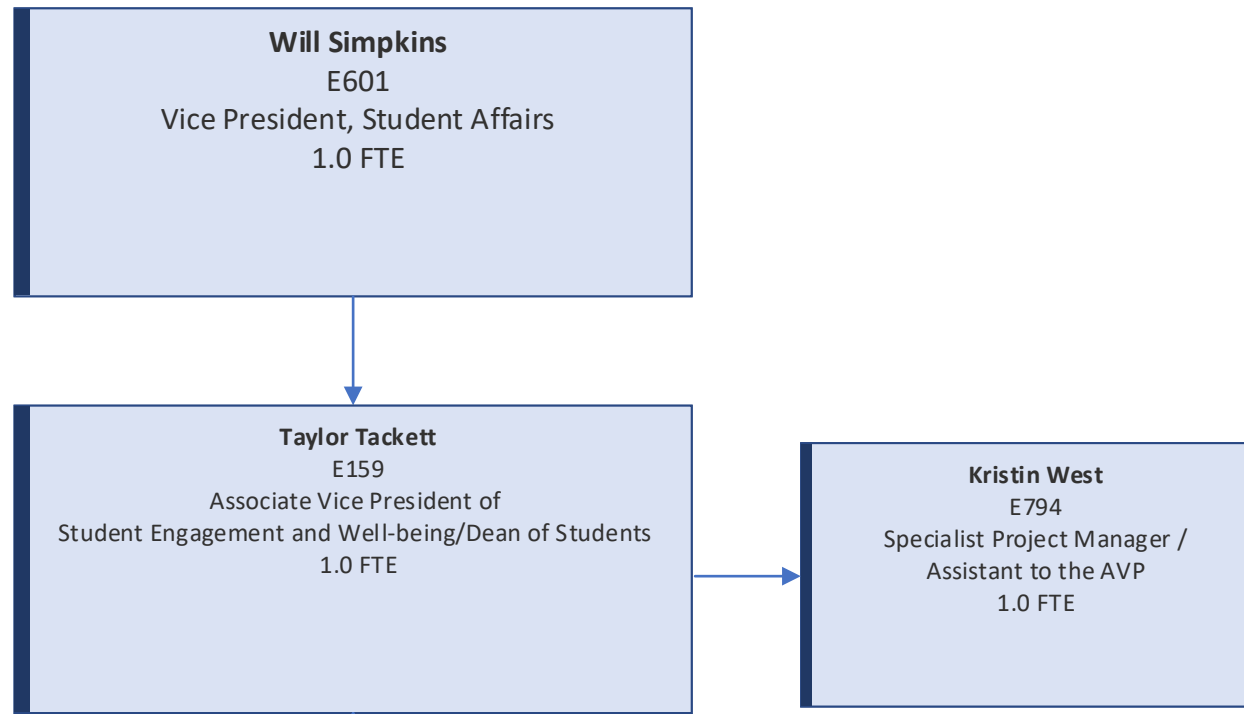 Will Simpkins
E601
Vice President, Student Affairs
1.0 FTE
Taylor Tackett
E159
Associate Vice President of
Student Engagement and Well-being/Dean of Students
1.0 FTE
Kristin West
E794
Specialist Project Manager /
Assistant to the AVP
1.0 FTE